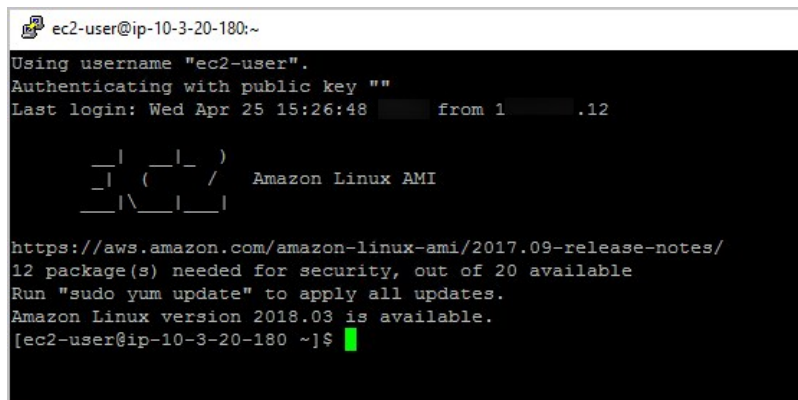 ec2-user@ip-10-3-20-180:~
Using username "ec2-user".
Authenticating with public key ""
Last login: Wed Apr 25 15:26:48 from 1 .12
__|  __|_  )
_|  (     /   Amazon Linux AMI
___|\___|___|
https://aws.amazon.com/amazon-linux-ami/2017.09-release-notes/
12 package(s) needed for security, out of 20 available
Run "sudo yum update" to apply all updates.
Amazon Linux version 2018.03 is available.
[ec2-user@ip-10-3-20-180 ~]$